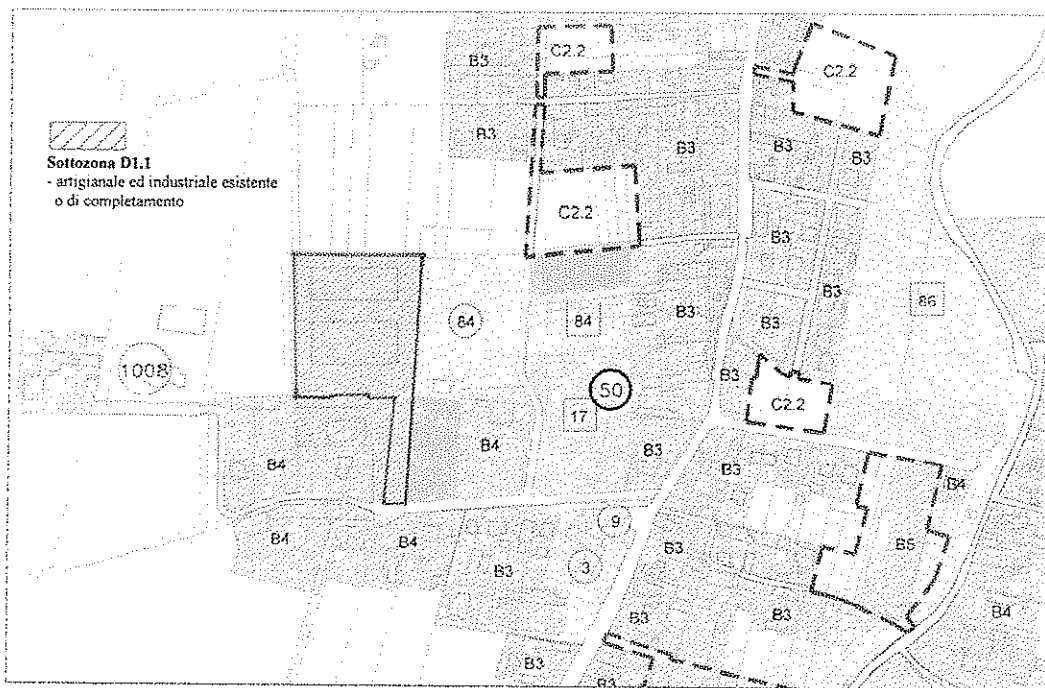 C2.2
B3
C2.2
Sottozona D1.1
- artigianale ed industriale esistente
o di completamento
B3
B3
B3
B3
C2.2
B3
84
84
B3
B3
86
B3
1008
B3
50
17
C2.2
B4
B4
B3
B3
B4
B4
B4
B3
9
3
B3
B5
B3
B3
B4
B3
B3